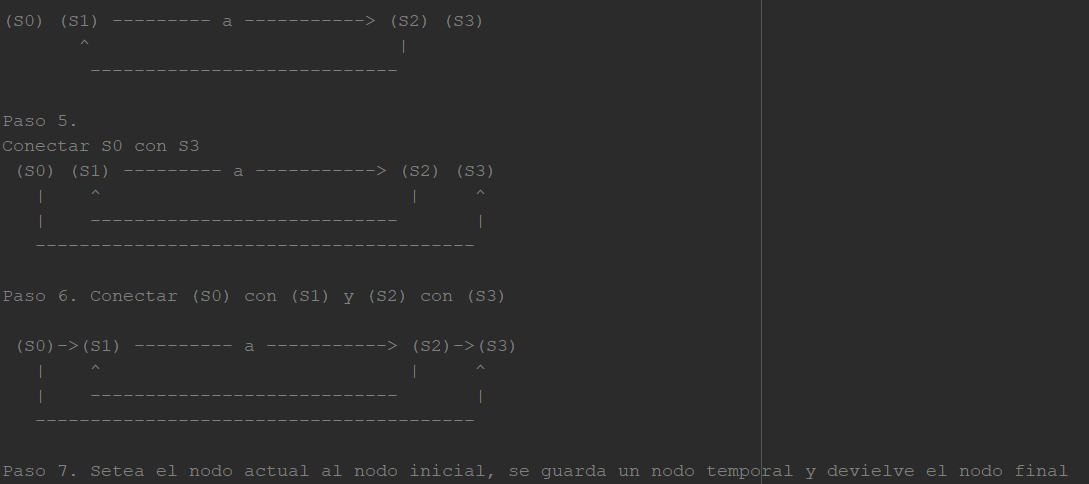 (S0) (S1) --------- a -----------> (S2) (S3)
       ^                            |
        ----------------------------
Paso 5.
Conectar S0 con S3
 (S0) (S1) --------- a -----------> (S2) (S3)
   |    ^                            |     ^
   |    ----------------------------       |
   ----------------------------------------
Paso 6. Conectar (S0) con (S1) y (S2) con (S3)
 (S0)->(S1) --------- a -----------> (S2)->(S3)
   |    ^                            |     ^
   |    ----------------------------       |
   ----------------------------------------
Paso 7. Setea el nodo actual al nodo inicial, se guarda un nodo temporal y devielve el nodo final